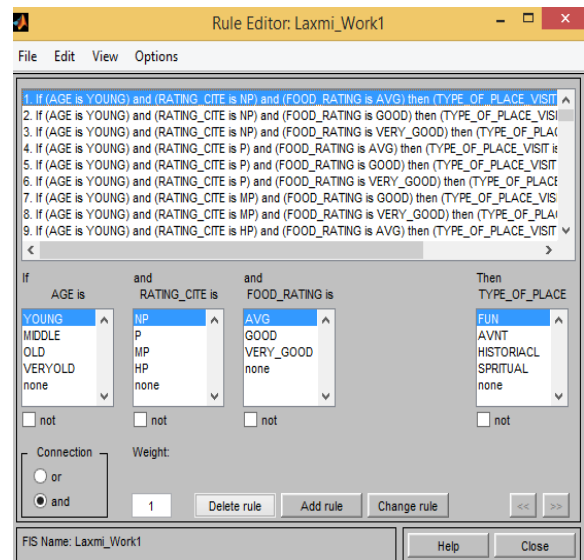 Rule Editor: Laxmi_Work1
File Edit View Options
1. If (AGE is YOUNG) and (RATING_CITE is NP) and (FOOD_RATING is AVG) then (TYPE_OF_PLACE_VISIT
2. If (AGE is YOUNG) and (RATING_CITE is NP) and (FOOD_RATING is GOOD) then (TYPE_OF_PLACE_VISI
3. If (AGE is YOUNG) and (RATING_CITE is NP) and (FOOD_RATING is VERY_GOOD) then (TYPE_OF_PLAC
4. If (AGE is YOUNG) and (RATING_CITE is P) and (FOOD_RATING is AVG) then (TYPE_OF_PLACE_VISIT is
5. If (AGE is YOUNG) and (RATING_CITE is P) and (FOOD_RATING is GOOD) then (TYPE_OF_PLACE_VISIT
6. If (AGE is YOUNG) and (RATING_CITE is P) and (FOOD_RATING is VERY_GOOD) then (TYPE_OF_PLACE
7. If (AGE is YOUNG) and (RATING_CITE is MP) and (FOOD_RATING is GOOD) then (TYPE_OF_PLACE_VIS
8. If (AGE is YOUNG) and (RATING_CITE is MP) and (FOOD_RATING is VERY_GOOD) then (TYPE_OF_PLA
9. If (AGE is YOUNG) and (RATING_CITE is HP) and (FOOD_RATING is AVG) then (TYPE_OF_PLACE_VISIT
If and and Then
AGE is RATING_CITE is FOOD_RATING is TYPE_OF_PLACE
YOUNG NP AVG FUN
MIDDLE P GOOD AVNT
OLD MP VERY_GOOD HISTORIACL
VERYOLD HP none SPRITUAL
none none none
not not not not
Connection Weight:
or
and 1 Delete rule Add rule Change rule << >>
FIS Name: Laxmi_Work1 Help Close